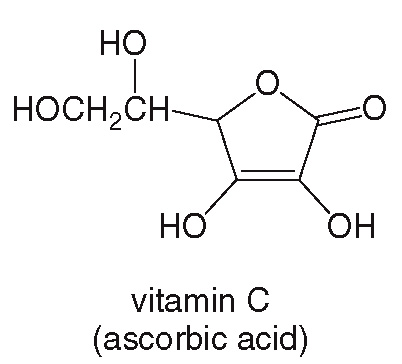 HO
O
O
HOCH2CH
HO
OH
vitamin C
(ascorbic acid)